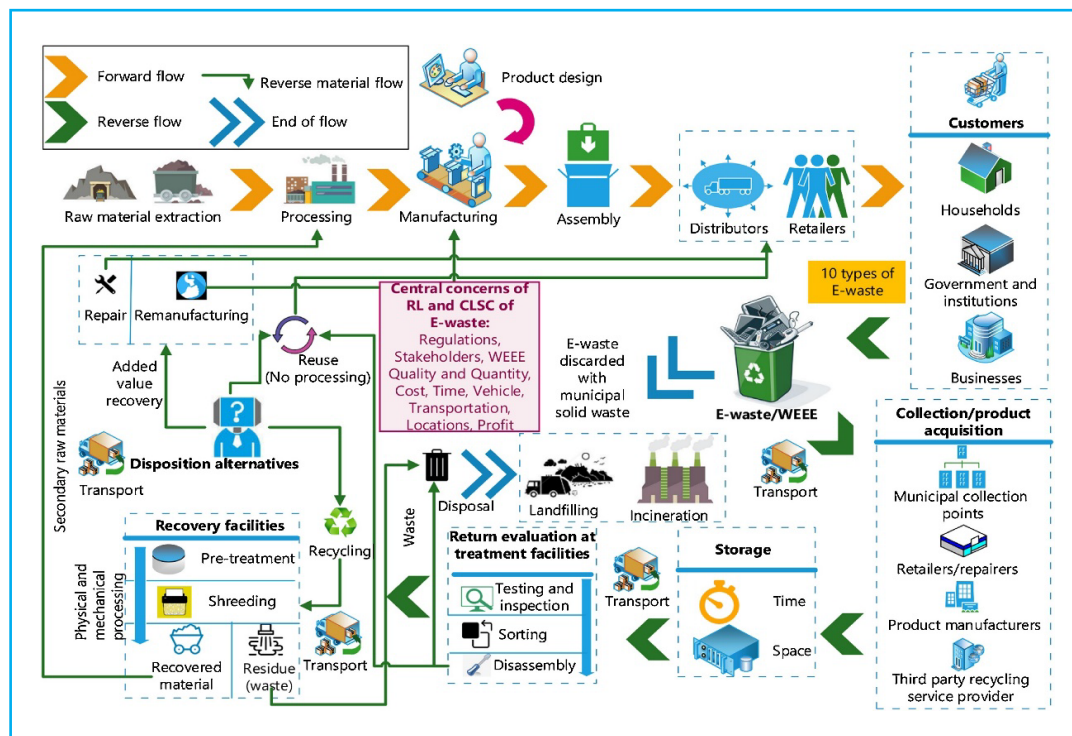 Forward flow
Reverse material flow
Reverse flow
End of flow
Product design
Raw material extraction
Processing
Manufacturing
Assembly
Distributors
Retailers
Customers
Households
Government and
institutions
Businesses
10 types of
E-waste
Repair
Remanufacturing
Central concerns of
RL and CLSC of
E-waste:
Regulations,
Stakeholders, WEEE
Quality and Quantity,
Cost, Time, Vehicle,
Transportation,
Locations, Profit
Reuse
(No processing)
Added
value
recovery
Secondary raw materials
?
Disposition alternatives
Transport
E-waste
discarded
with
municipal
solid waste
E-waste/WEEE
Transport
Collection/product
acquisition
Municipal collection
points
Retailers/repairers
Product manufacturers
Third party recycling
service provider
Disposal
Landfilling
Incineration
Waste
Recycling
Recovery facilities
Pre-treatment
Shreeding
Physical and
mechanical
processing
Recovered
material
Residue
(waste)
Transport
Return evaluation at
treatment facilities
Testing and
inspection
Sorting
Disassembly
Transport
Storage
Time
Space